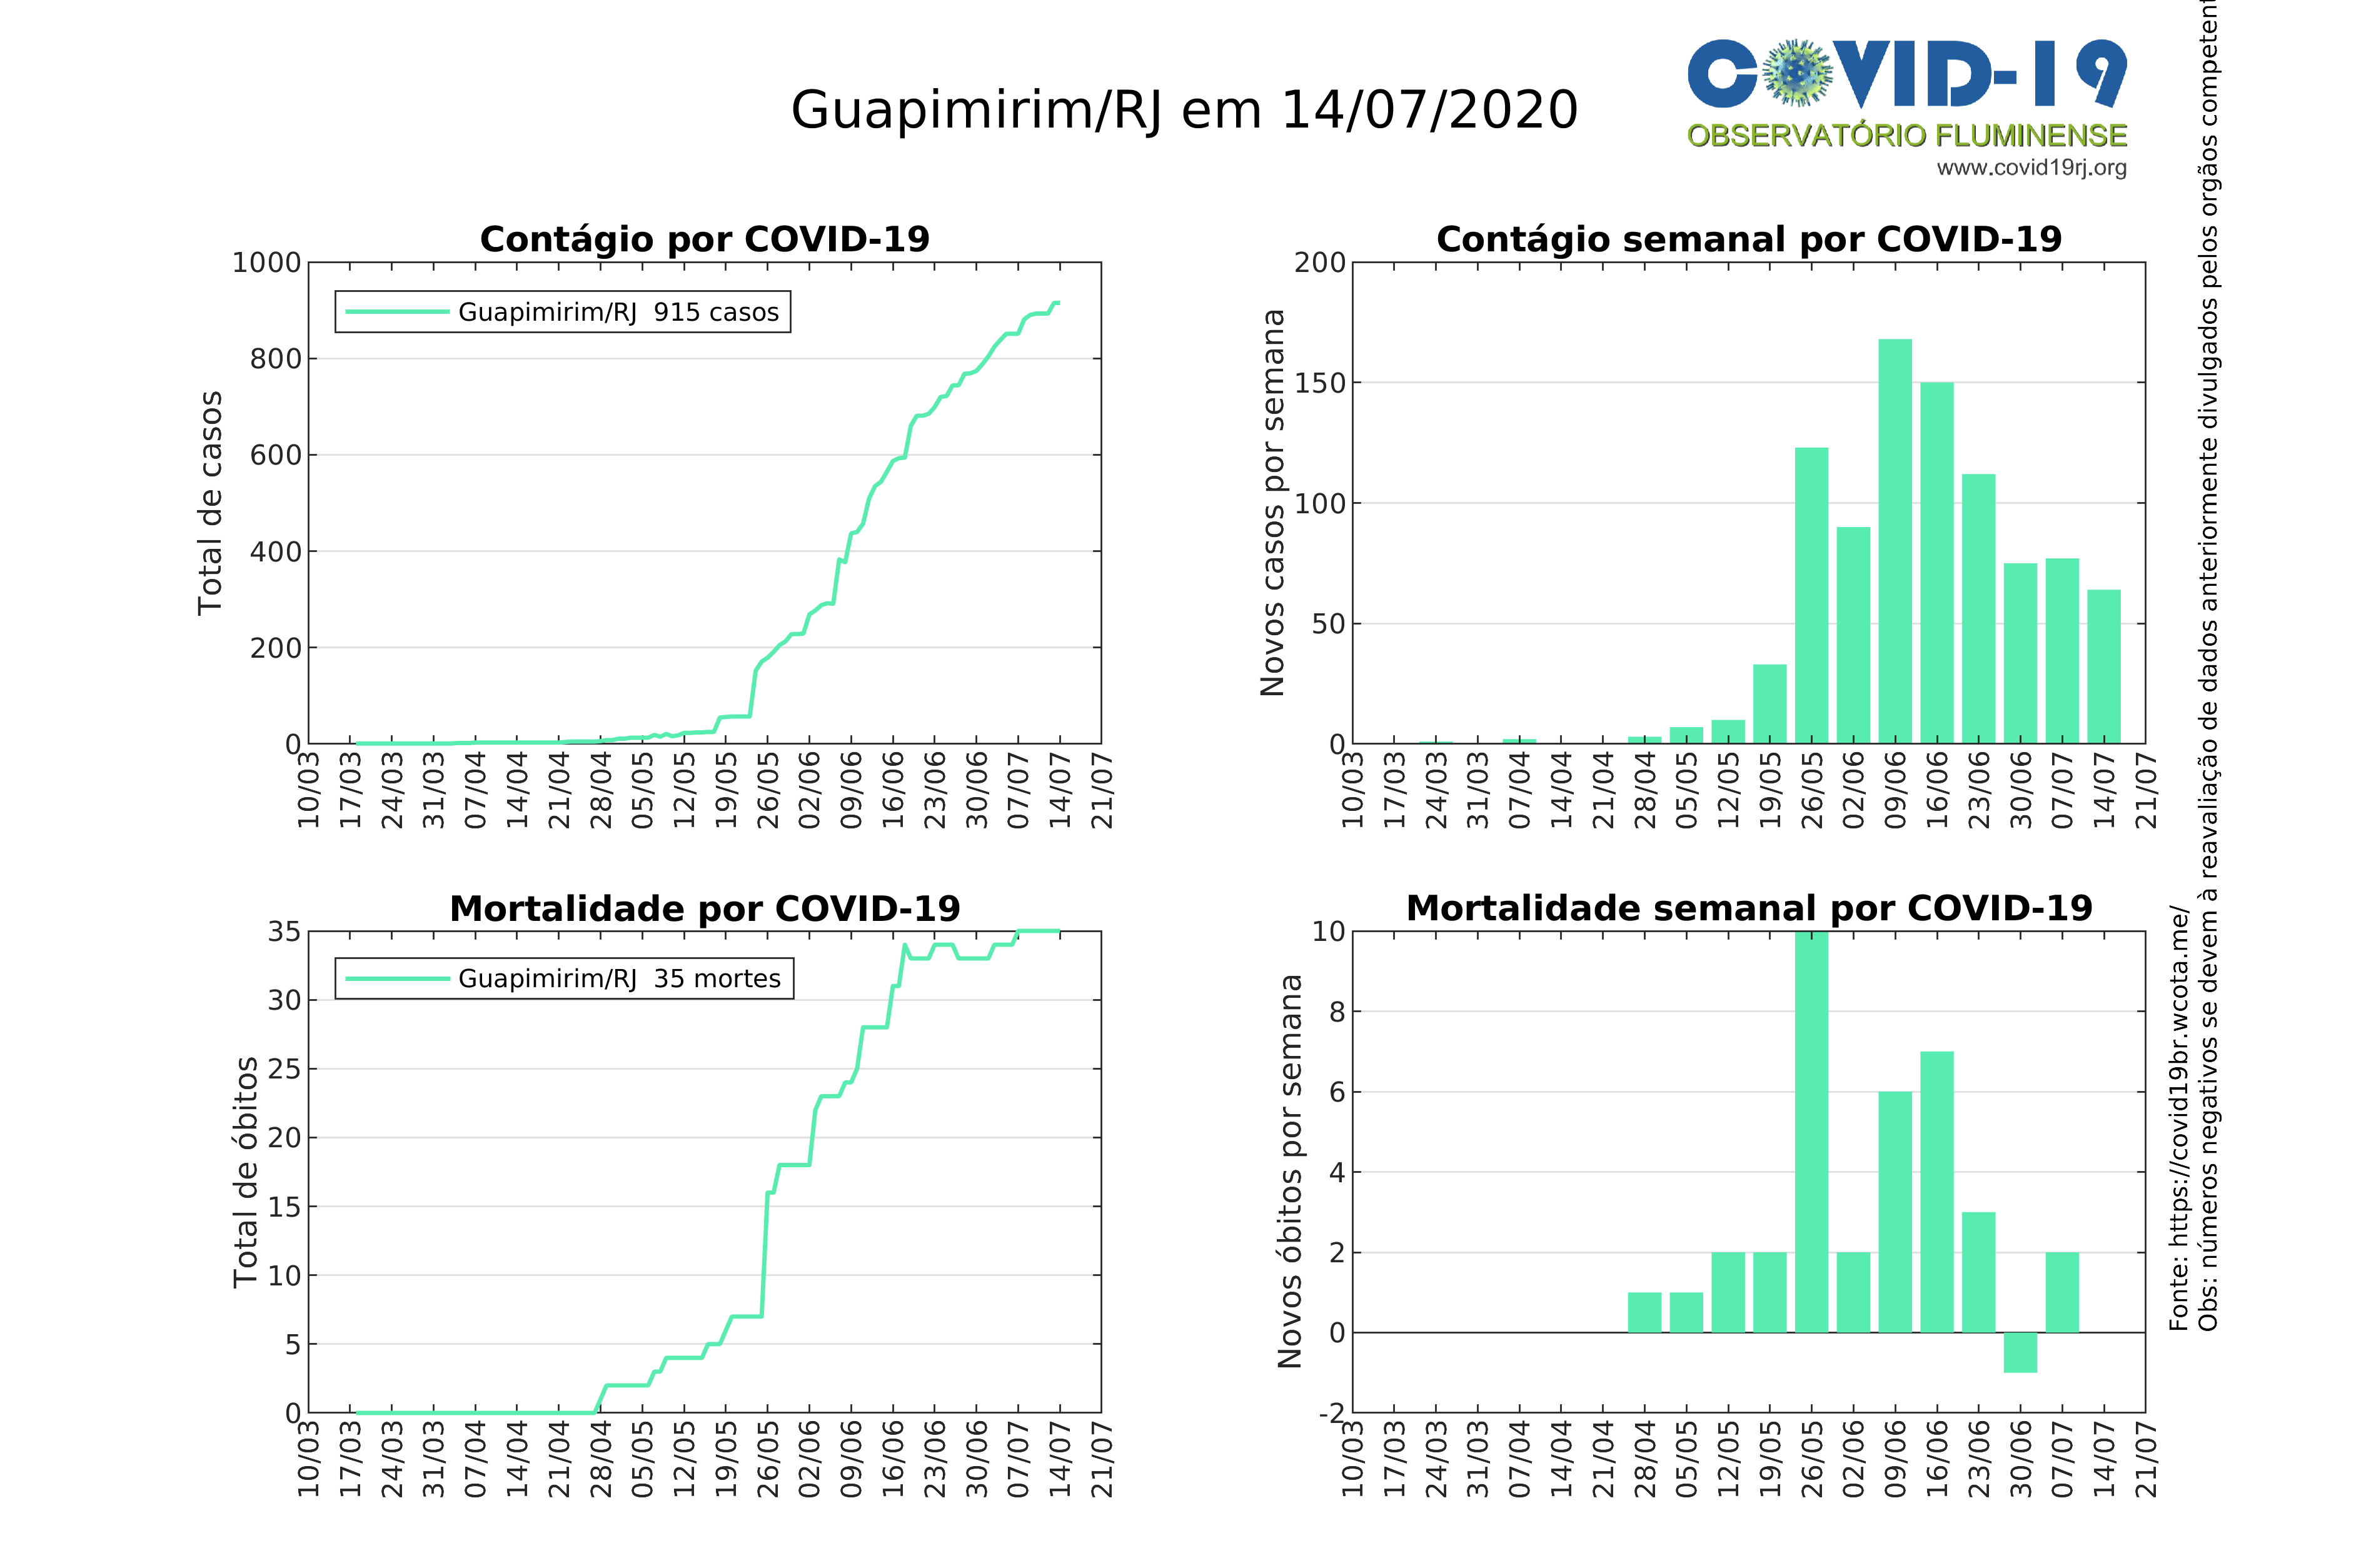 Guapimirim/RJ em 14/07/2020
COVID-19
OBSERVATÓRIO FLUMINENSE
www.covid19rj.org
Contágio por COVID-19
Total de casos
1000
800
600
400
200
0
Guapimirim/RJ 915 casos
10/03 17/03 24/03 31/03 07/04 14/04 21/04 28/04 05/05 12/05 19/05 26/05 02/06 09/06 16/06 23/06 30/06 07/07 14/07 21/07
Contágio semanal por COVID-19
Novos casos por semana
200
150
100
50
0
10/03 17/03 24/03 31/03 07/04 14/04 21/04 28/04 05/05 12/05 19/05 26/05 02/06 09/06 16/06 23/06 30/06 07/07 14/07 21/07
Mortalidade por COVID-19
Total de óbitos
35
30
25
20
15
10
5
0
Guapimirim/RJ 35 mortes
10/03 17/03 24/03 31/03 07/04 14/04 21/04 28/04 05/05 12/05 19/05 26/05 02/06 09/06 16/06 23/06 30/06 07/07 14/07 21/07
Mortalidade semanal por COVID-19
Novos óbitos por semana
10
8
6
4
2
0
-2
10/03 17/03 24/03 31/03 07/04 14/04 21/04 28/04 05/05 12/05 19/05 26/05 02/06 09/06 16/06 23/06 30/06 07/07 14/07 21/07
Fonte: https://covid19br.wcota.me/
Obs: números negativos se devem à reavaliação de dados anteriormente divulgados pelos orgãos